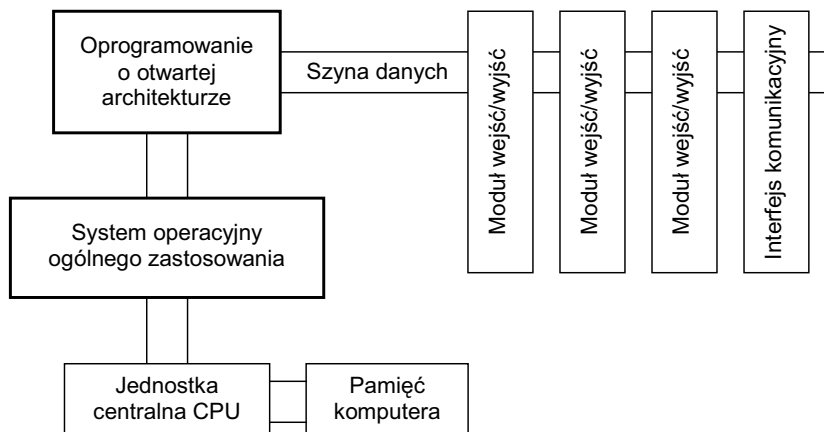 Oprogramowanie
o otwartej
architekturze
Szyna danych
Moduł wejść/wyjść
Moduł wejść/wyjść
Moduł wejść/wyjść
Interfejs komunikacyjny
System operacyjny
ogólnego zastosowania
Jednostka
centralna CPU
Pamięć
komputera